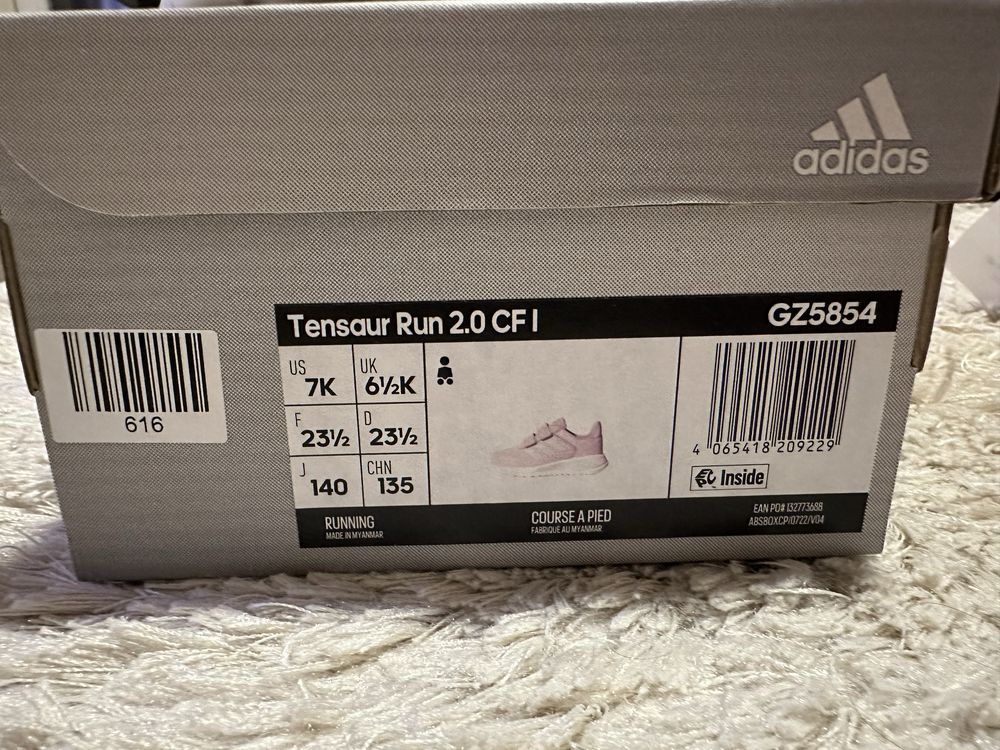 adidas
Tensaur Run 2.0 CF I GZ5854
US 7K UK 6½K
F 23½ D 23½
J 140 CHN 135
616
4 065418 209229
Inside
RUNNING
MADE IN MYANMAR
COURSE A PIED
FABRIQUE AU MYANMAR
EAN PO# 132773688
ABSBOXCP/0722/V04